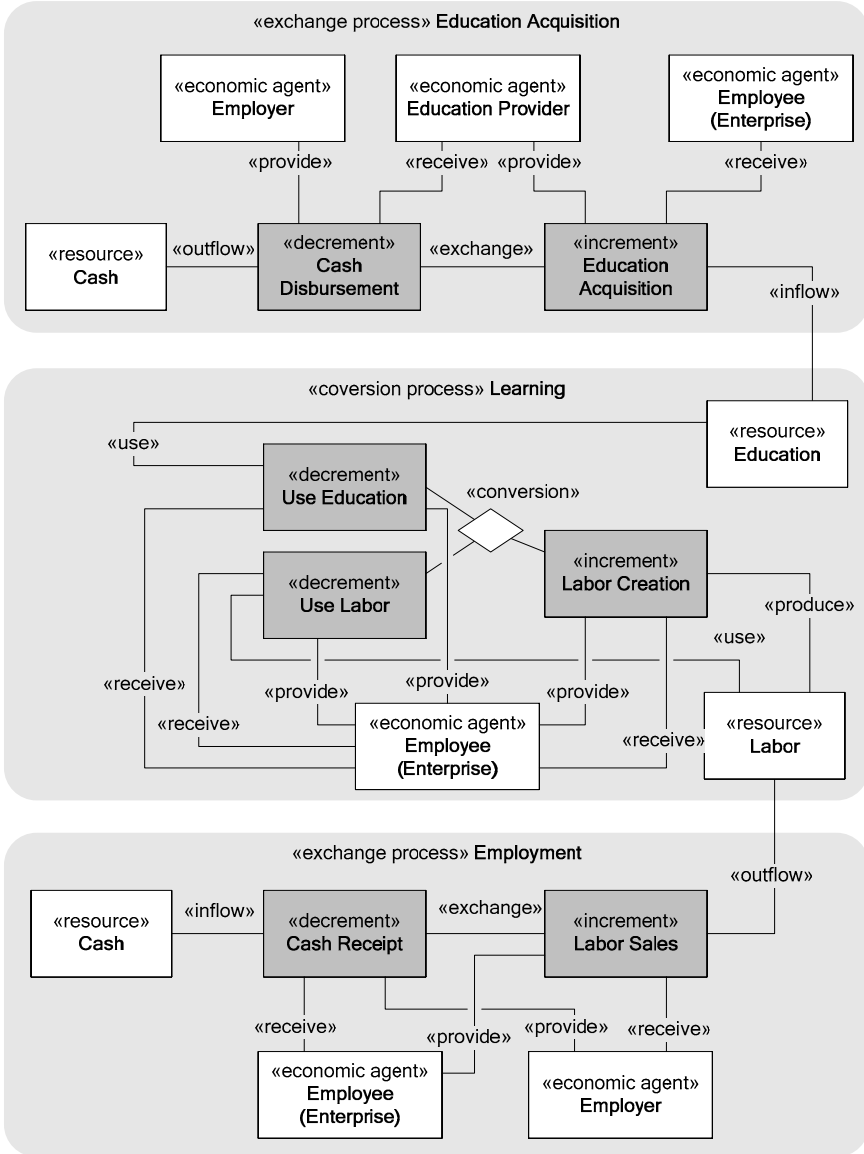 «exchange process» Education Acquisition
«economic agent»
Employer
«economic agent»
Education Provider
«economic agent»
Employee
(Enterprise)
«provide»
«receive»
«provide»
«receive»
«resource»
Cash
«outflow»
«decrement»
Cash
Disbursement
«exchange»
«increment»
Education
Acquisition
«inflow»
«coversion process» Learning
«use»
«resource»
Education
«decrement»
Use Education
«conversion»
«decrement»
Use Labor
«increment»
Labor Creation
«produce»
«use»
«receive»
«receive»
«provide»
«provide»
«provide»
«receive»
«economic agent»
Employee
(Enterprise)
«resource»
Labor
«exchange process» Employment
«outflow»
«resource»
Cash
«inflow»
«decrement»
Cash Receipt
«exchange»
«increment»
Labor Sales
«receive»
«provide»
«provide»
«receive»
«economic agent»
Employee
(Enterprise)
«economic agent»
Employer